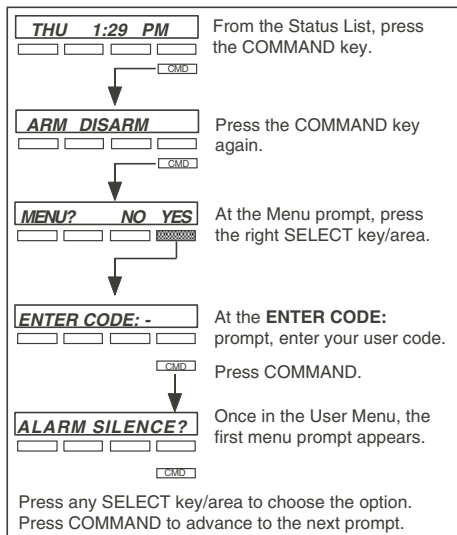 THU 1:29 PM
From the Status List, press
the COMMAND key.
CMD
ARM DISARM
Press the COMMAND key
again.
CMD
MENU? NO YES
At the Menu prompt, press
the right SELECT key/area.
ENTER CODE: -
At the ENTER CODE:
prompt, enter your user code.
CMD
Press COMMAND.
ALARM SILENCE?
Once in the User Menu, the
first menu prompt appears.
CMD
Press any SELECT key/area to choose the option.
Press COMMAND to advance to the next prompt.